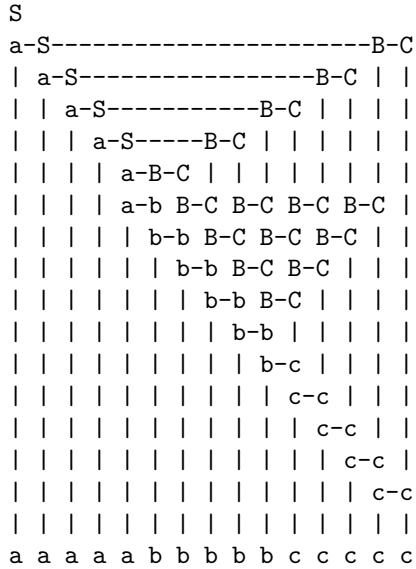 S
a-S-----------------------B-C
| a-S-----------------B-C | |
| | a-S-----------B-C | | | |
| | | a-S-----B-C | | | | | |
| | | | a-B-C | | | | | | | |
| | | | a-b B-C B-C B-C B-C |
| | | | | b-b B-C B-C B-C | |
| | | | | | b-b B-C B-C | | |
| | | | | | | b-b B-C | | | |
| | | | | | | | b-b | | | | |
| | | | | | | | | b-c | | | |
| | | | | | | | | | c-c | | |
| | | | | | | | | | | c-c | |
| | | | | | | | | | | | c-c |
| | | | | | | | | | | | | c-c
| | | | | | | | | | | | | | |
a a a a a b b b b b c c c c c